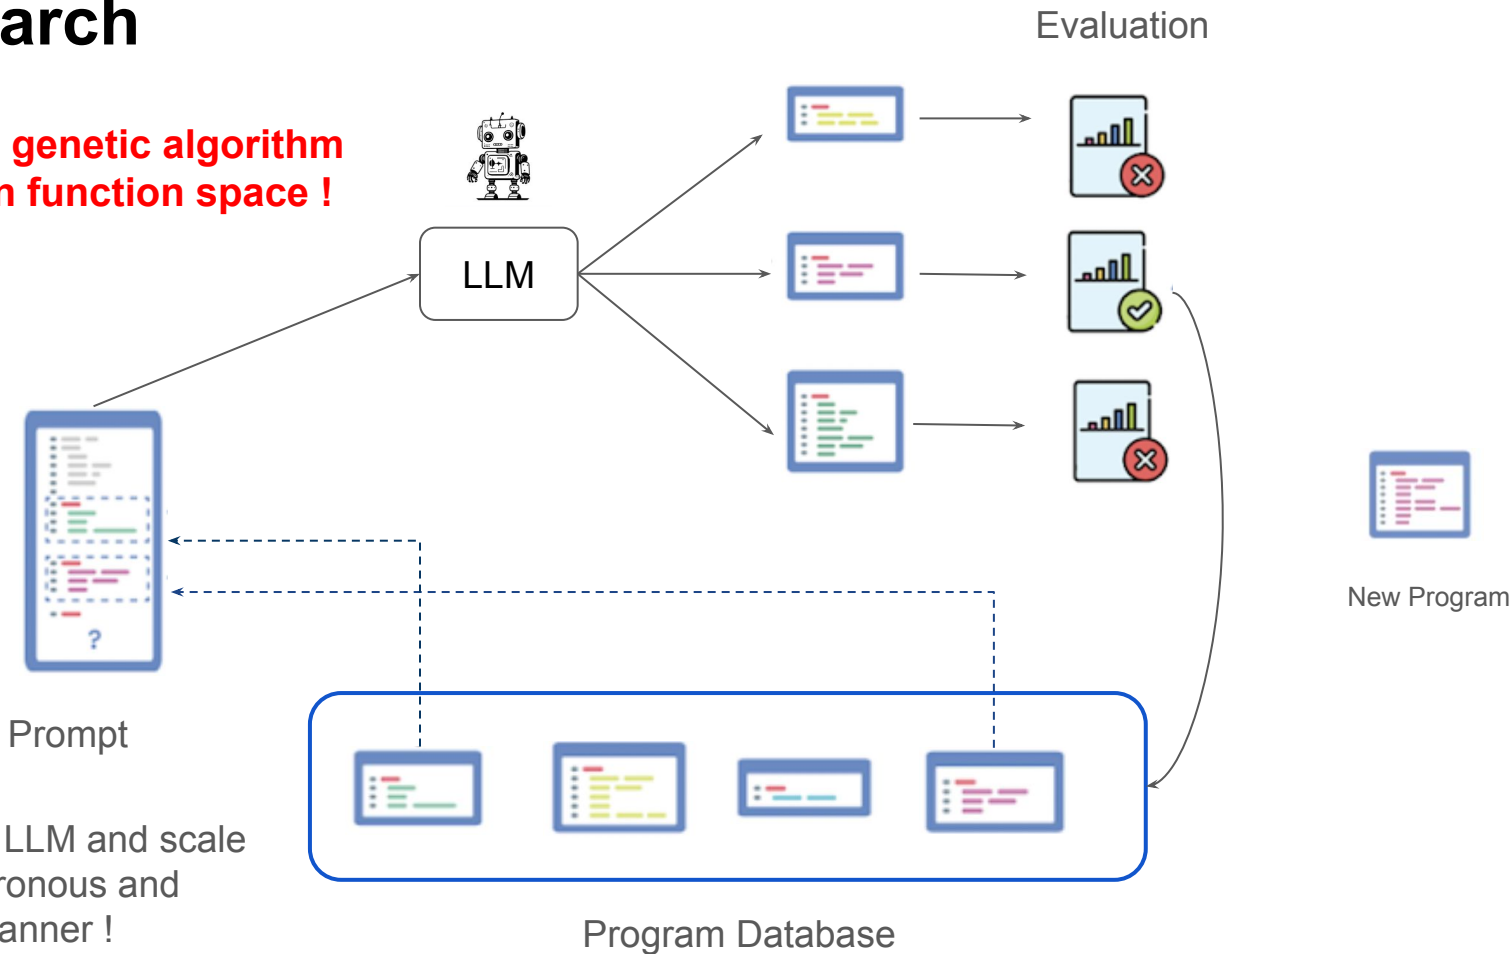 arch
Evaluation
genetic algorithm
n function space !
LLM
New Program
?
Prompt
LLM and scale
ronous and
anner !
Program Database